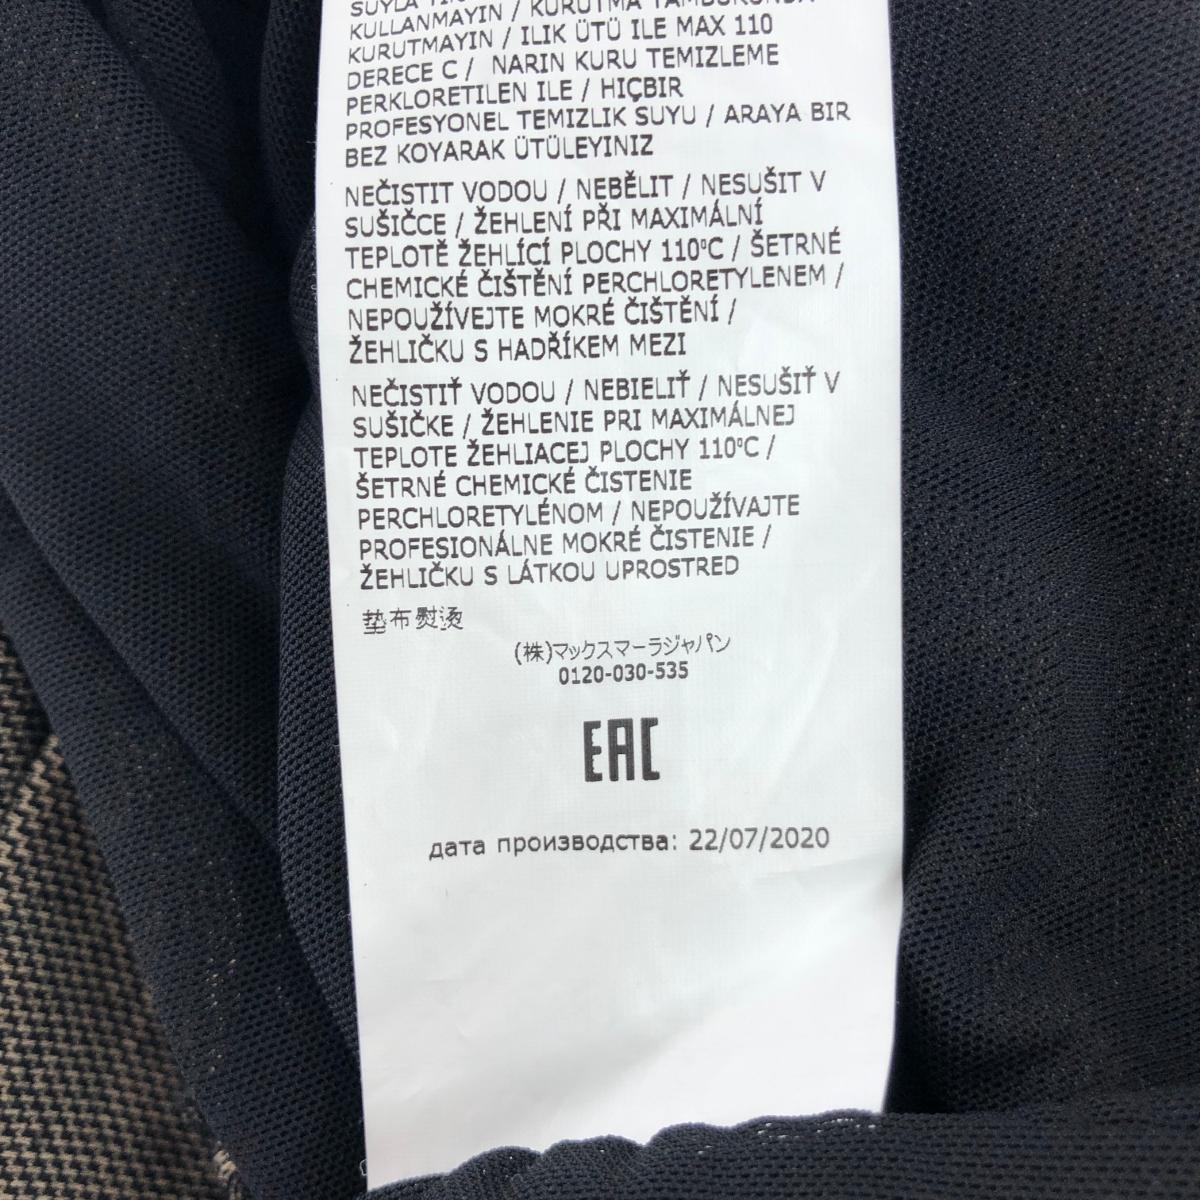 SUYLA
KULLANMAYIN / KURUTMA TAMBURUNDA
KURUTMAYIN / ILIK ÜTÜ ILE MAX 110
DERECE C / NARIN KURU TEMIZLEME
PERKLORETILEN ILE / HIÇBIR
PROFESYONEL TEMIZLIK SUYU / ARAYA BIR
BEZ KOYARAK ÜTÜLEYINIZ
NEČISTIT VODOU / NEBĚLIT / NESUŠIT V
SUŠIČCE / ŽEHLENÍ PŘI MAXIMÁLNÍ
TEPLOTĚ ŽEHLÍCÍ PLOCHY 110°C / ŠETRNÉ
CHEMICKÉ ČIŠTĚNÍ PERCHLORETYLENEM /
NEPOUŽÍVEJTE MOKRÉ ČIŠTĚNÍ /
ŽEHLIČKU S HADŘÍKEM MEZI
NEČISTIŤ VODOU / NEBIELIŤ / NESUŠIŤ V
SUŠIČKE / ŽEHLENIE PRI MAXIMÁLNEJ
TEPLOTE ŽEHLIACEJ PLOCHY 110°C /
ŠETRNÉ CHEMICKÉ ČISTENIE
PERCHLORETYLÉNOM / NEPOUŽÍVAJTE
PROFESIONÁLNE MOKRÉ ČISTENIE /
ŽEHLIČKU S LÁTKOU UPROSTRED
垫布熨烫
(株)マックスマーラジャパン
0120-030-535
EAC
дата производства: 22/07/2020